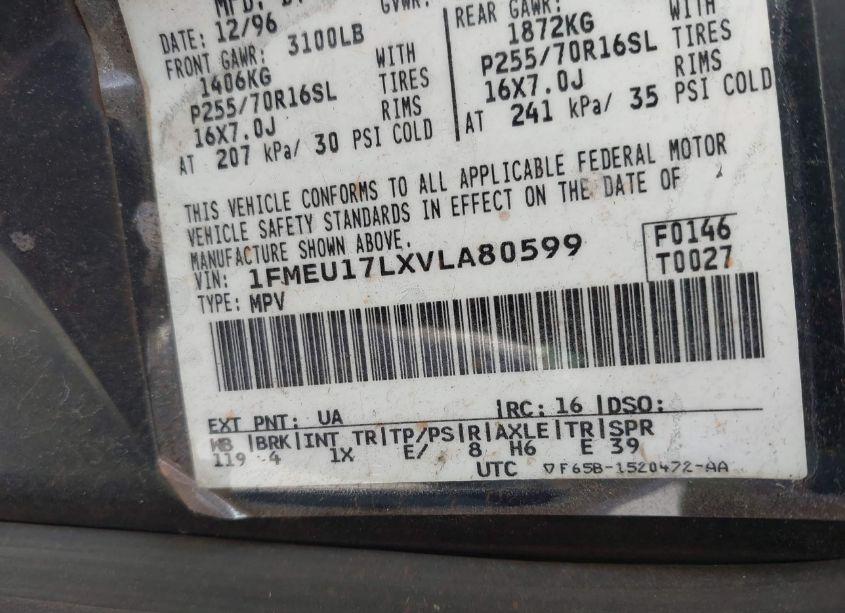 MFD. BY
GVWR:
DATE: 12/96
FRONT GAWR: 3100LB
1406KG WITH
P255/70R16SL TIRES
16X7.0J RIMS
AT 207 kPa/ 30 PSI COLD
REAR GAWR:
1872KG WITH
P255/70R16SL TIRES
16X7.0J RIMS
AT 241 kPa/ 35 PSI COLD
THIS VEHICLE CONFORMS TO ALL APPLICABLE FEDERAL MOTOR
VEHICLE SAFETY STANDARDS IN EFFECT ON THE DATE OF
MANUFACTURE SHOWN ABOVE.
VIN: 1FMEU17LXVLA80599
F0146
T0027
TYPE: MPV
EXT PNT: UA |RC: 16 |DSO:
WB |BRK|INT TR|TP/PS|R|AXLE|TR|SPR
119 4 1X E/ 8 H6 E 39
UTC ▽F65B-1520472-AA